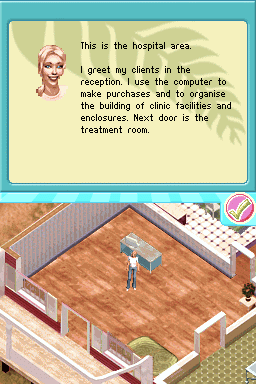 This is the hospital area.
I greet my clients in the
reception. I use the computer to
make purchases and to organise
the building of clinic facilities and
enclosures. Next door is the
treatment room.